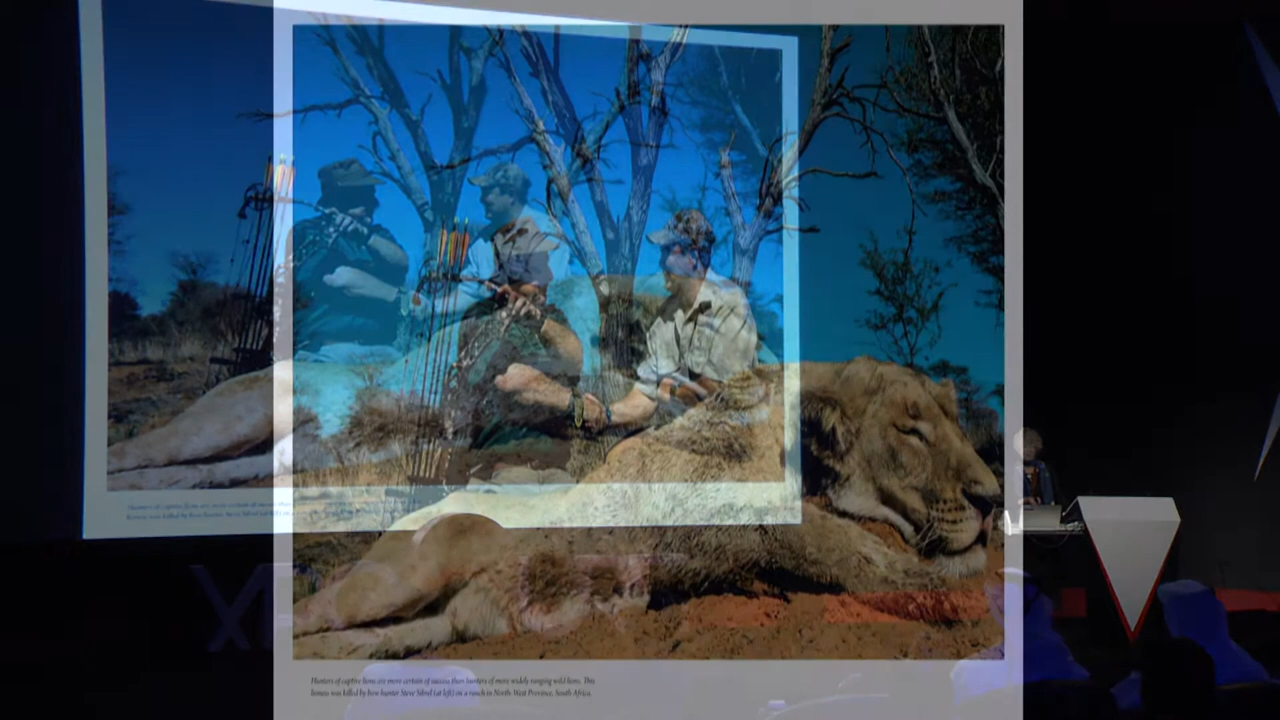 Hunters of captive lions are more certain of success than hunters of more widely ranging wild lions. This
lioness was killed by bow hunter Steve Sibrel (at left) on a ranch in North-West Province, South Africa.